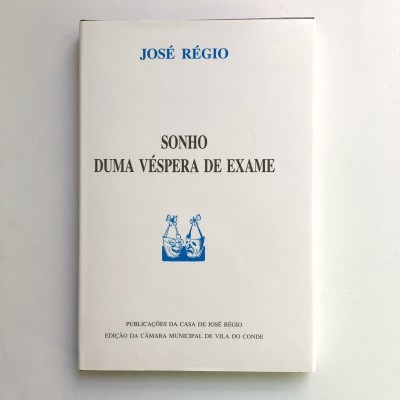 JOSÉ RÉGIO
SONHO
DUMA VÉSPERA DE EXAME
PUBLICAÇÕES DA CASA DE JOSÉ RÉGIO
EDIÇÃO DA CÂMARA MUNICIPAL DE VILA DO CONDE